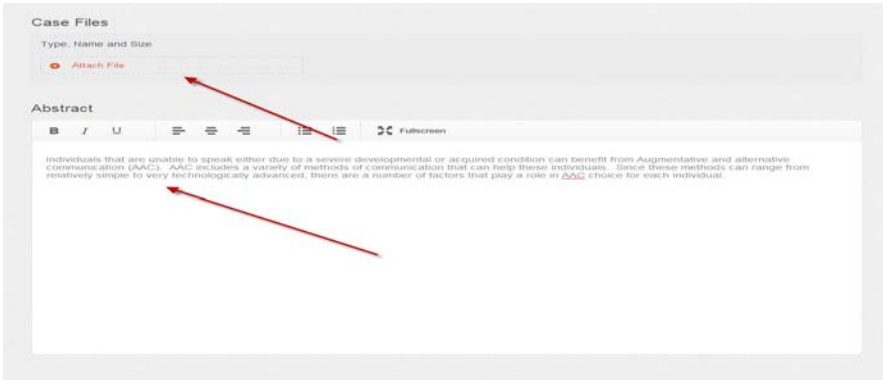 Case Files
Type, Name and Size
Attach File
Abstract
B I U Fullscreen
Individuals that are unable to speak either due to a severe developmental or acquired condition can benefit from Augmentative and alternative
communication (AAC). AAC includes a variety of methods of communication that can help these individuals. Since these methods can range from
relatively simple to very technologically advanced, there are a number of factors that play a role in AAC choice for each individual.